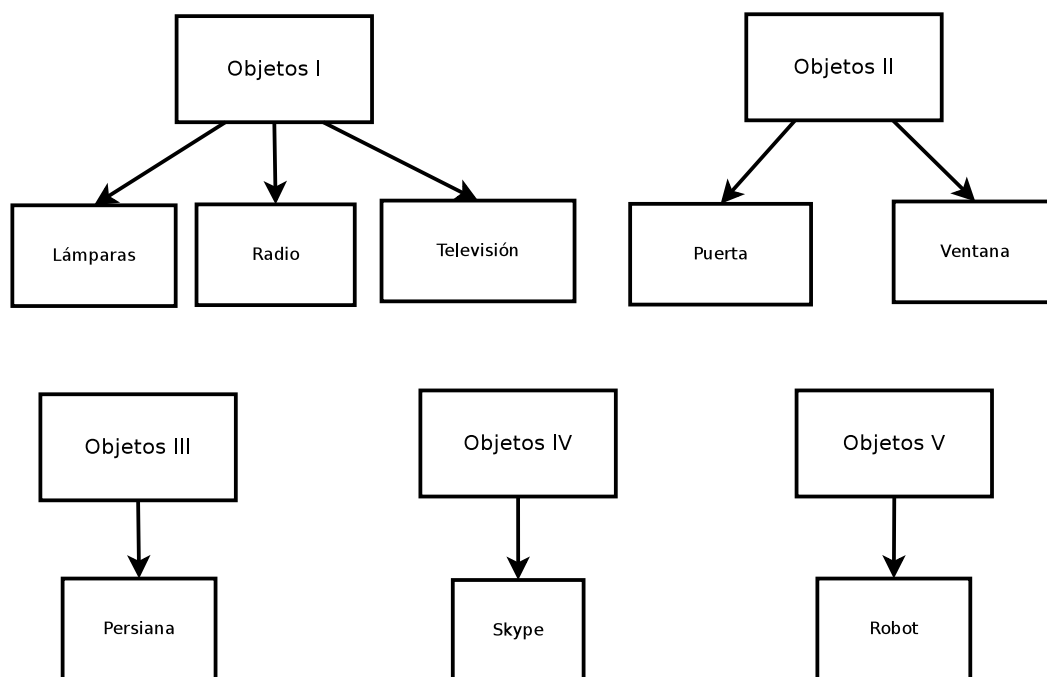 Objetos I
Objetos II
Lámparas
Radio
Televisión
Puerta
Ventana
Objetos III
Objetos IV
Objetos V
Persiana
Skype
Robot